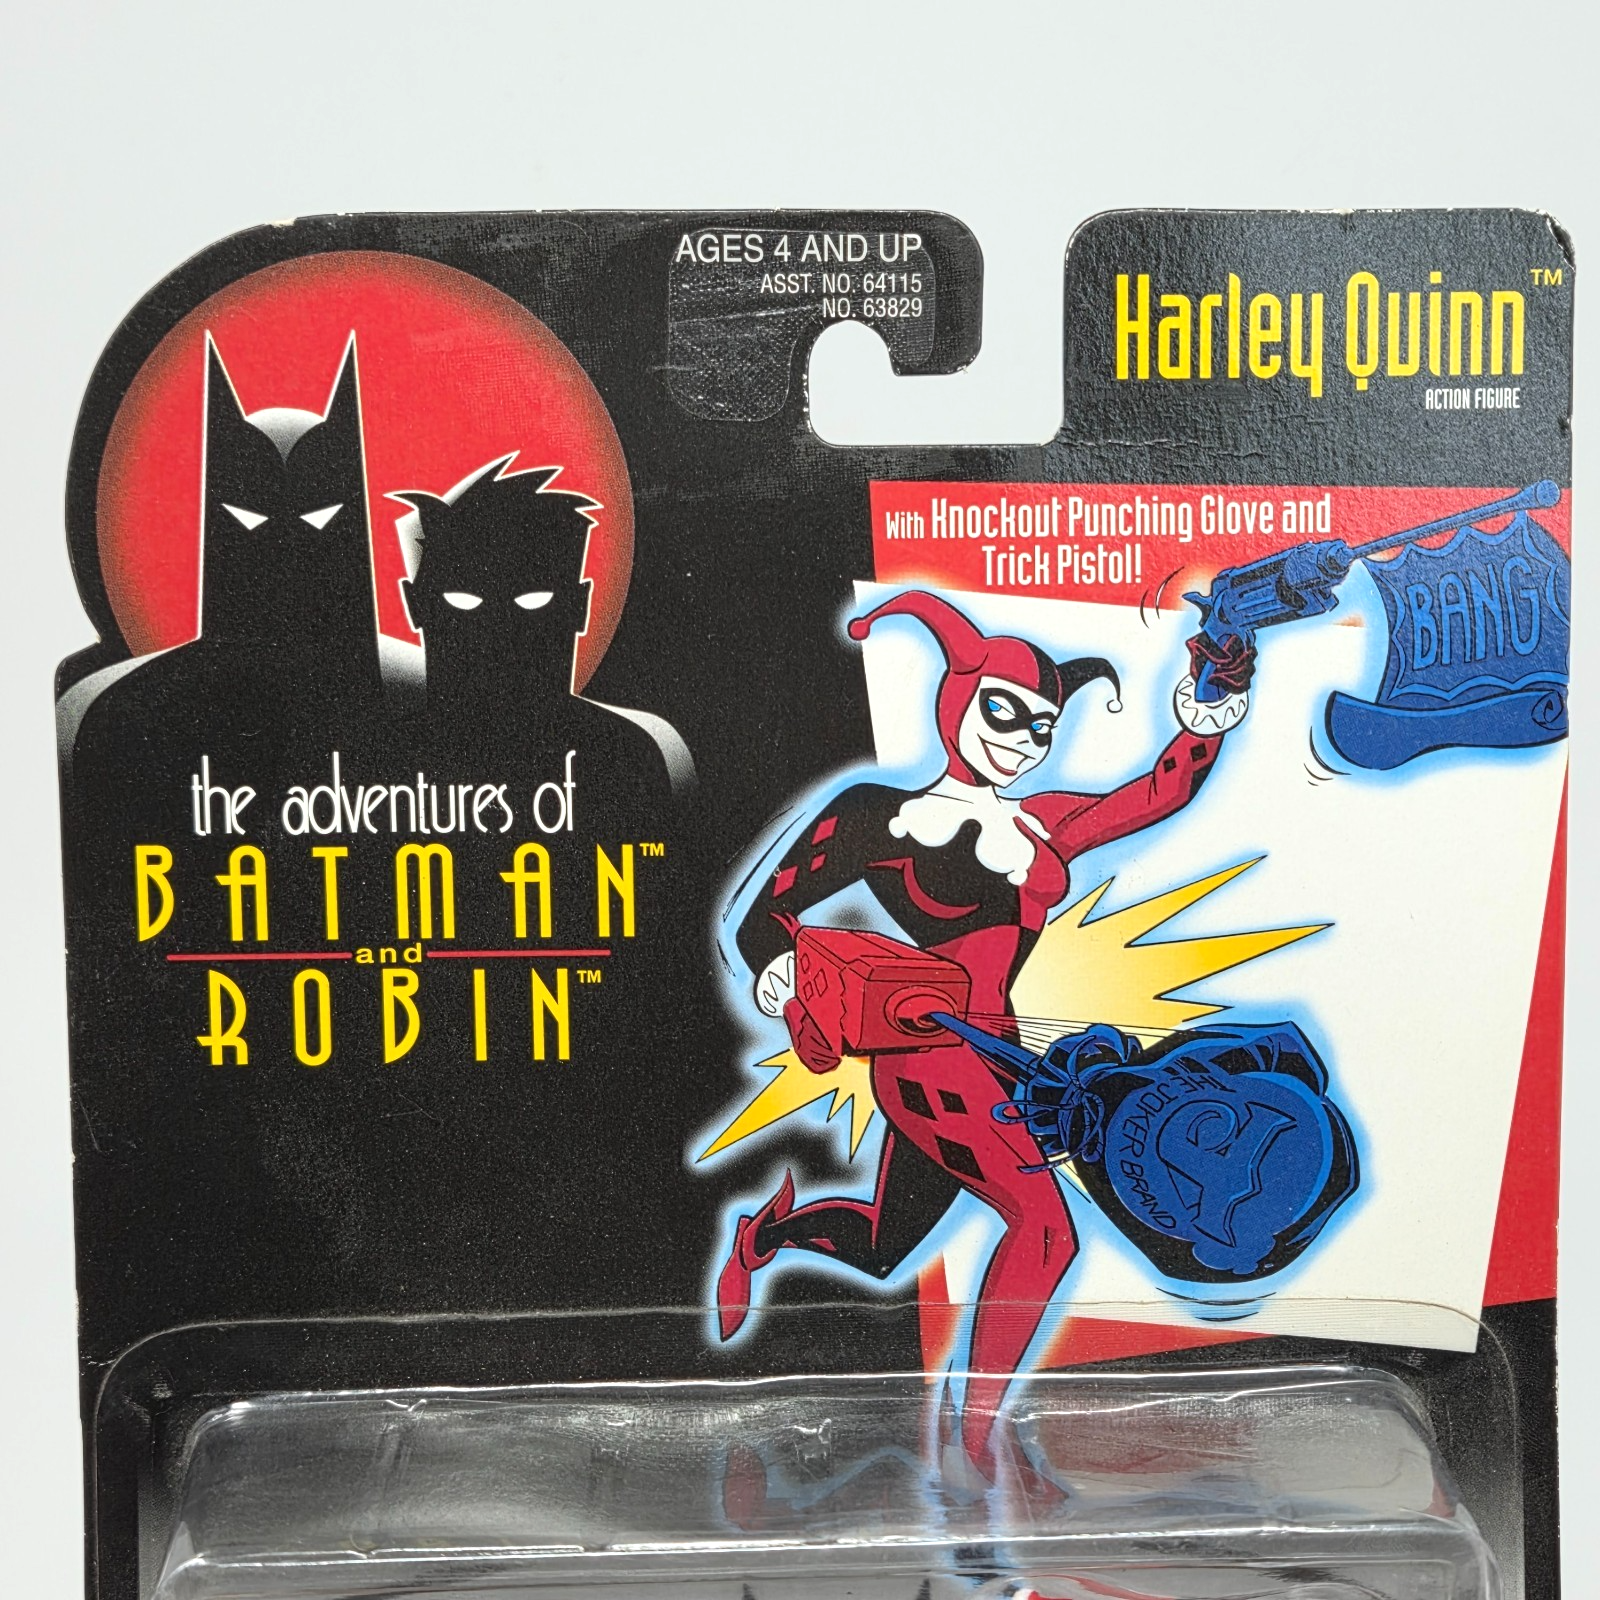 AGES 4 AND UP
ASST. NO. 64115
NO. 63829
Harley Quinn™
ACTION FIGURE
With Knockout Punching Glove and
Trick Pistol!
BANG
the adventures of
BATMAN™
and
ROBIN™
THE JOKER BRAND